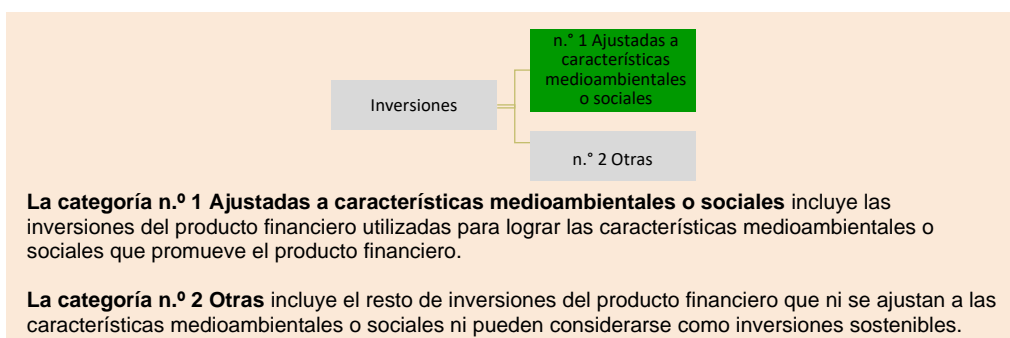 n.° 1 Ajustadas a
características
medioambientales
o sociales
Inversiones
n.° 2 Otras
La categoría n.º 1 Ajustadas a características medioambientales o sociales incluye las
inversiones del producto financiero utilizadas para lograr las características medioambientales o
sociales que promueve el producto financiero.
La categoría n.º 2 Otras incluye el resto de inversiones del producto financiero que ni se ajustan a las
características medioambientales o sociales ni pueden considerarse como inversiones sostenibles.